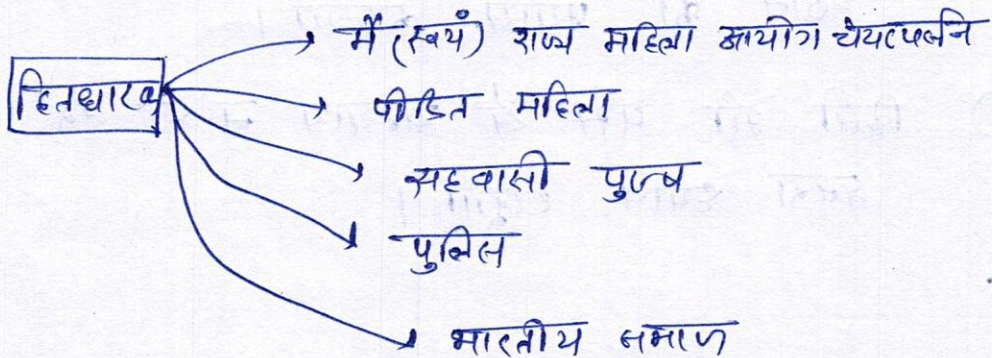 हितधारक
मैं (स्वयं) राज्य महिला आयोग चेयरपर्सन
पीडित महिला
सहवासी पुरुष
पुलिस
भारतीय समाज